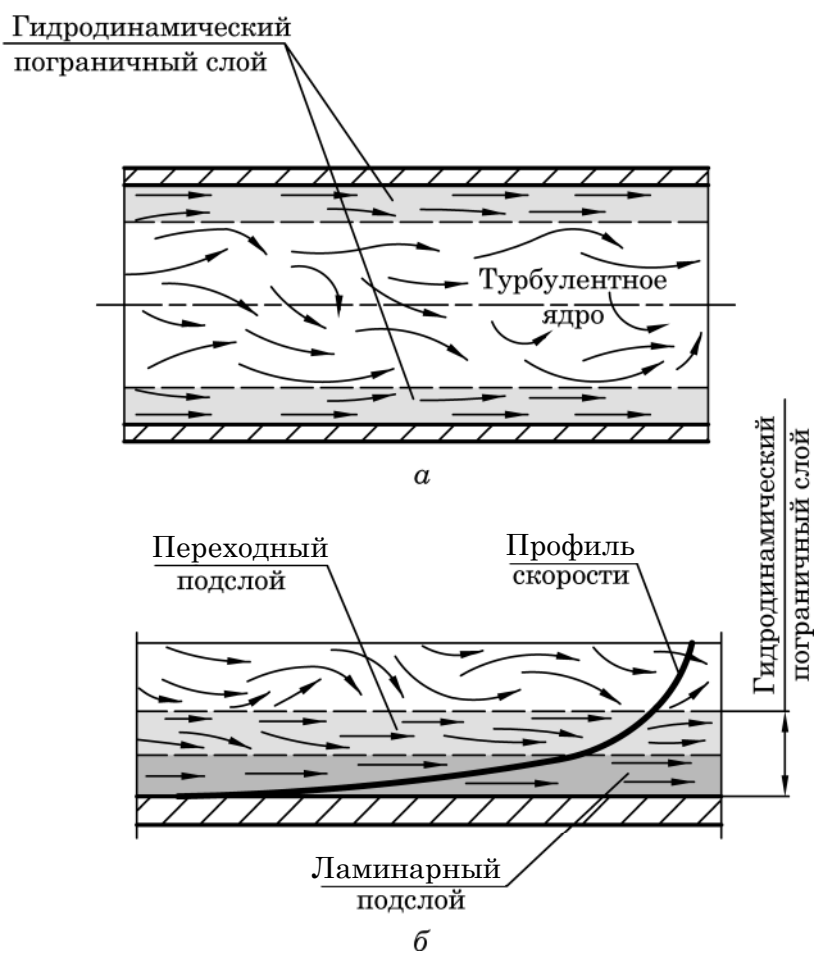 Гидродинамический
пограничный слой
Турбулентное
ядро
а
Гидродинамический
пограничный слой
Переходный
подслой
Профиль
скорости
Ламинарный
подслой
б